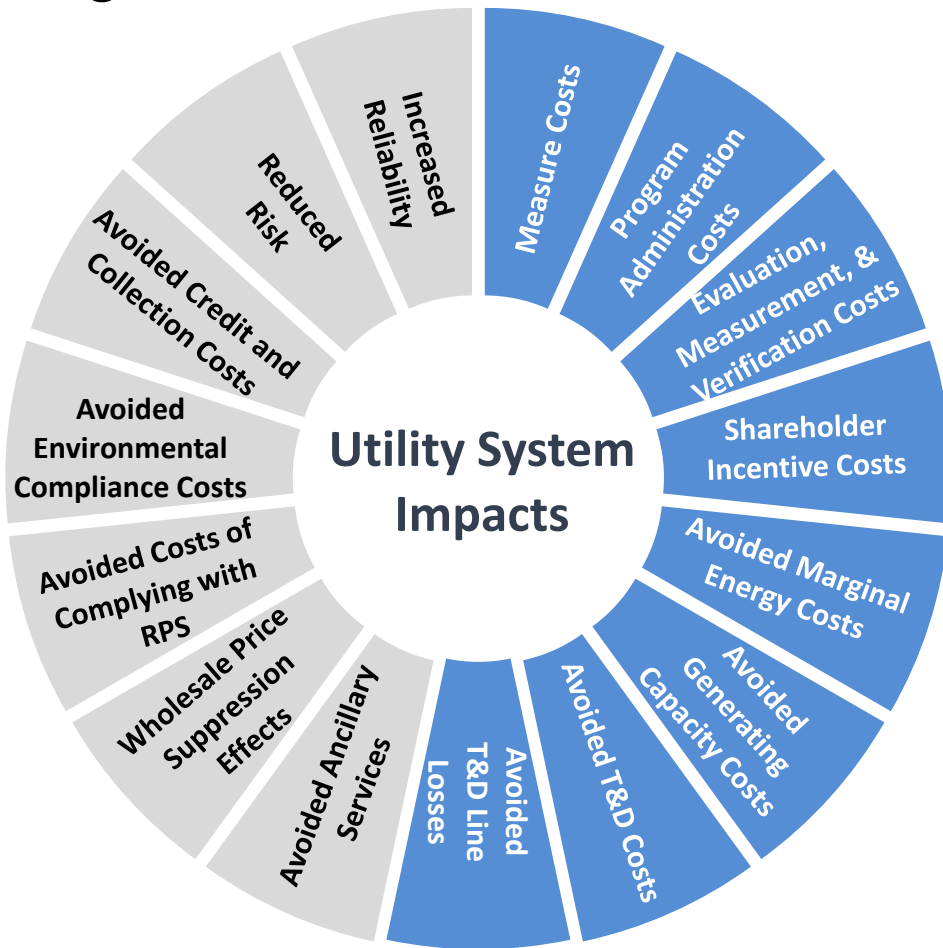 Utility System
Impacts
Measure Costs
Program
Administration
Costs
Evaluation,
Measurement, &
Verification Costs
Shareholder
Incentive Costs
Avoided Marginal
Energy Costs
Avoided
Generating
Capacity Costs
Avoided T&D Costs
Avoided
T&D Line
Losses
Avoided Ancillary
Services
Wholesale Price
Suppression
Effects
Avoided Costs of
Complying with
RPS
Avoided
Environmental
Compliance Costs
Avoided Credit and
Collection Costs
Reduced
Risk
Increased
Reliability